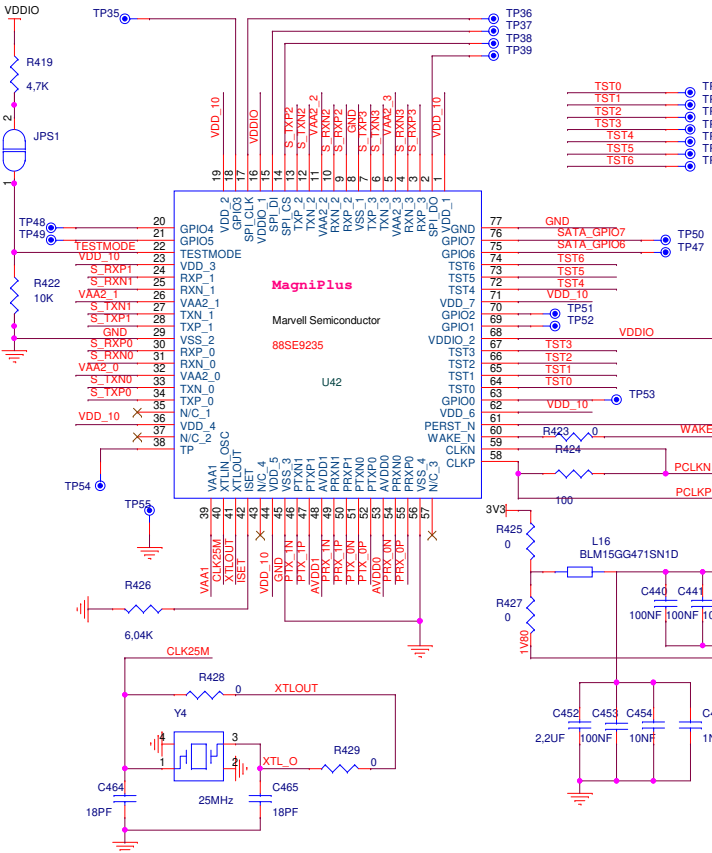 VDDIO
R419
4,7K
2
JPS1
1
R422
10K
TP35
TP36
TP37
TP38
TP39
VDD_10
VDDIO
S_TXP2
S_TXN2
VAA2_2
S_RXN2
S_RXP2
GND
S_TXP3
S_TXN3
VAA2_3
S_RXN3
S_RXP3
VDD_10
TST0
TST1
TST2
TST3
TST4
TST5
TST6
19 18 17 16 15 14 13 12 11 10 9 8 7 6 5 4 3 2 1
VDD_2
GPIO3
SPI_CLK
VDDIO_1
SPI_DI
SPI_CS
TXP_2
TXN_2
VAA2_2
RXN_2
RXP_2
VSS_1
TXP_3
TXN_3
VAA2_3
RXN_3
RXP_3
SPI_DO
VDD_1
TP48 20 GPIO4
TP49 21 GPIO5
TESTMODE 22 TESTMODE
VDD_10 23 VDD_3
S_RXP1 24 RXP_1
S_RXN1 25 RXN_1
VAA2_1 26 VAA2_1
S_TXN1 27 TXN_1
S_TXP1 28 TXP_1
GND 29 VSS_2
S_RXP0 30 RXP_0
S_RXN0 31 RXN_0
VAA2_0 32 VAA2_0
S_TXN0 33 TXN_0
S_TXP0 34 TXP_0
35 N/C_1
VDD_10 36 VDD_4
37 N/C_2
38 TP
TP54
TP55
MagniPlus
Marvell Semiconductor
88SE9235
U42
GND 77 GND
GPIO7 76 SATA_GPIO7 TP50
GPIO6 75 SATA_GPIO6 TP47
TST6 74 TST6
TST5 73 TST5
TST4 72 TST4
VDD_7 71 VDD_10
GPIO2 70 TP51
GPIO1 69 TP52
VDDIO_2 68 VDDIO
TST3 67 TST3
TST2 66 TST2
TST1 65 TST1
TST0 64 TST0
GPIO0 63 TP53
VDD_6 62 VDD_10
PERST_N 61
WAKE_N 60 R423 0 WAKE
CLKN 59 R424
CLKP 58
100
PCLKN
PCLKP
VAA1
XTLIN_OSC
XTLOUT
ISET
N/C_4
VDD_5
VSS_3
PTXN1
PTXP1
AVDD1
PRXN1
PRXP1
PTXN0
PTXP0
AVDD0
PRXN0
PRXP0
VSS_4
N/C_3
39 40 41 42 43 44 45 46 47 48 49 50 51 52 53 54 55 56 57
VAA1
CLK25M
XTLOUT
ISET
VDD_10
GND
PTX_1N
PTX_1P
AVDD1
PRX_1N
PRX_1P
PTX_0N
PTX_0P
AVDD0
PRX_0N
PRX_0P
R426
6,04K
3V3
R425
0
R427
0
1V80
L16
BLM15GG471SN1D
C440
100NF
C441
100NF
C452
2,2UF
C453
100NF
C454
10NF
CLK25M
R428 0 XTLOUT
Y4
4 3
1 2
25MHz
XTL_O
R429 0
C464
18PF
C465
18PF